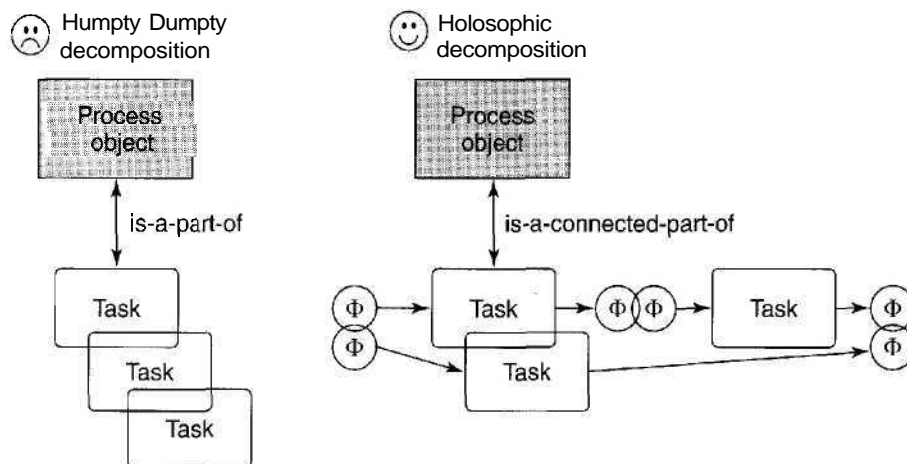 Humpty Dumpty
decomposition
Process
object
is-a-part-of
Task
Task
Task
Holosophic
decomposition
Process
object
is-a-connected-part-of
Φ
Φ
Task
Task
Φ Φ
Task
Φ
Φ